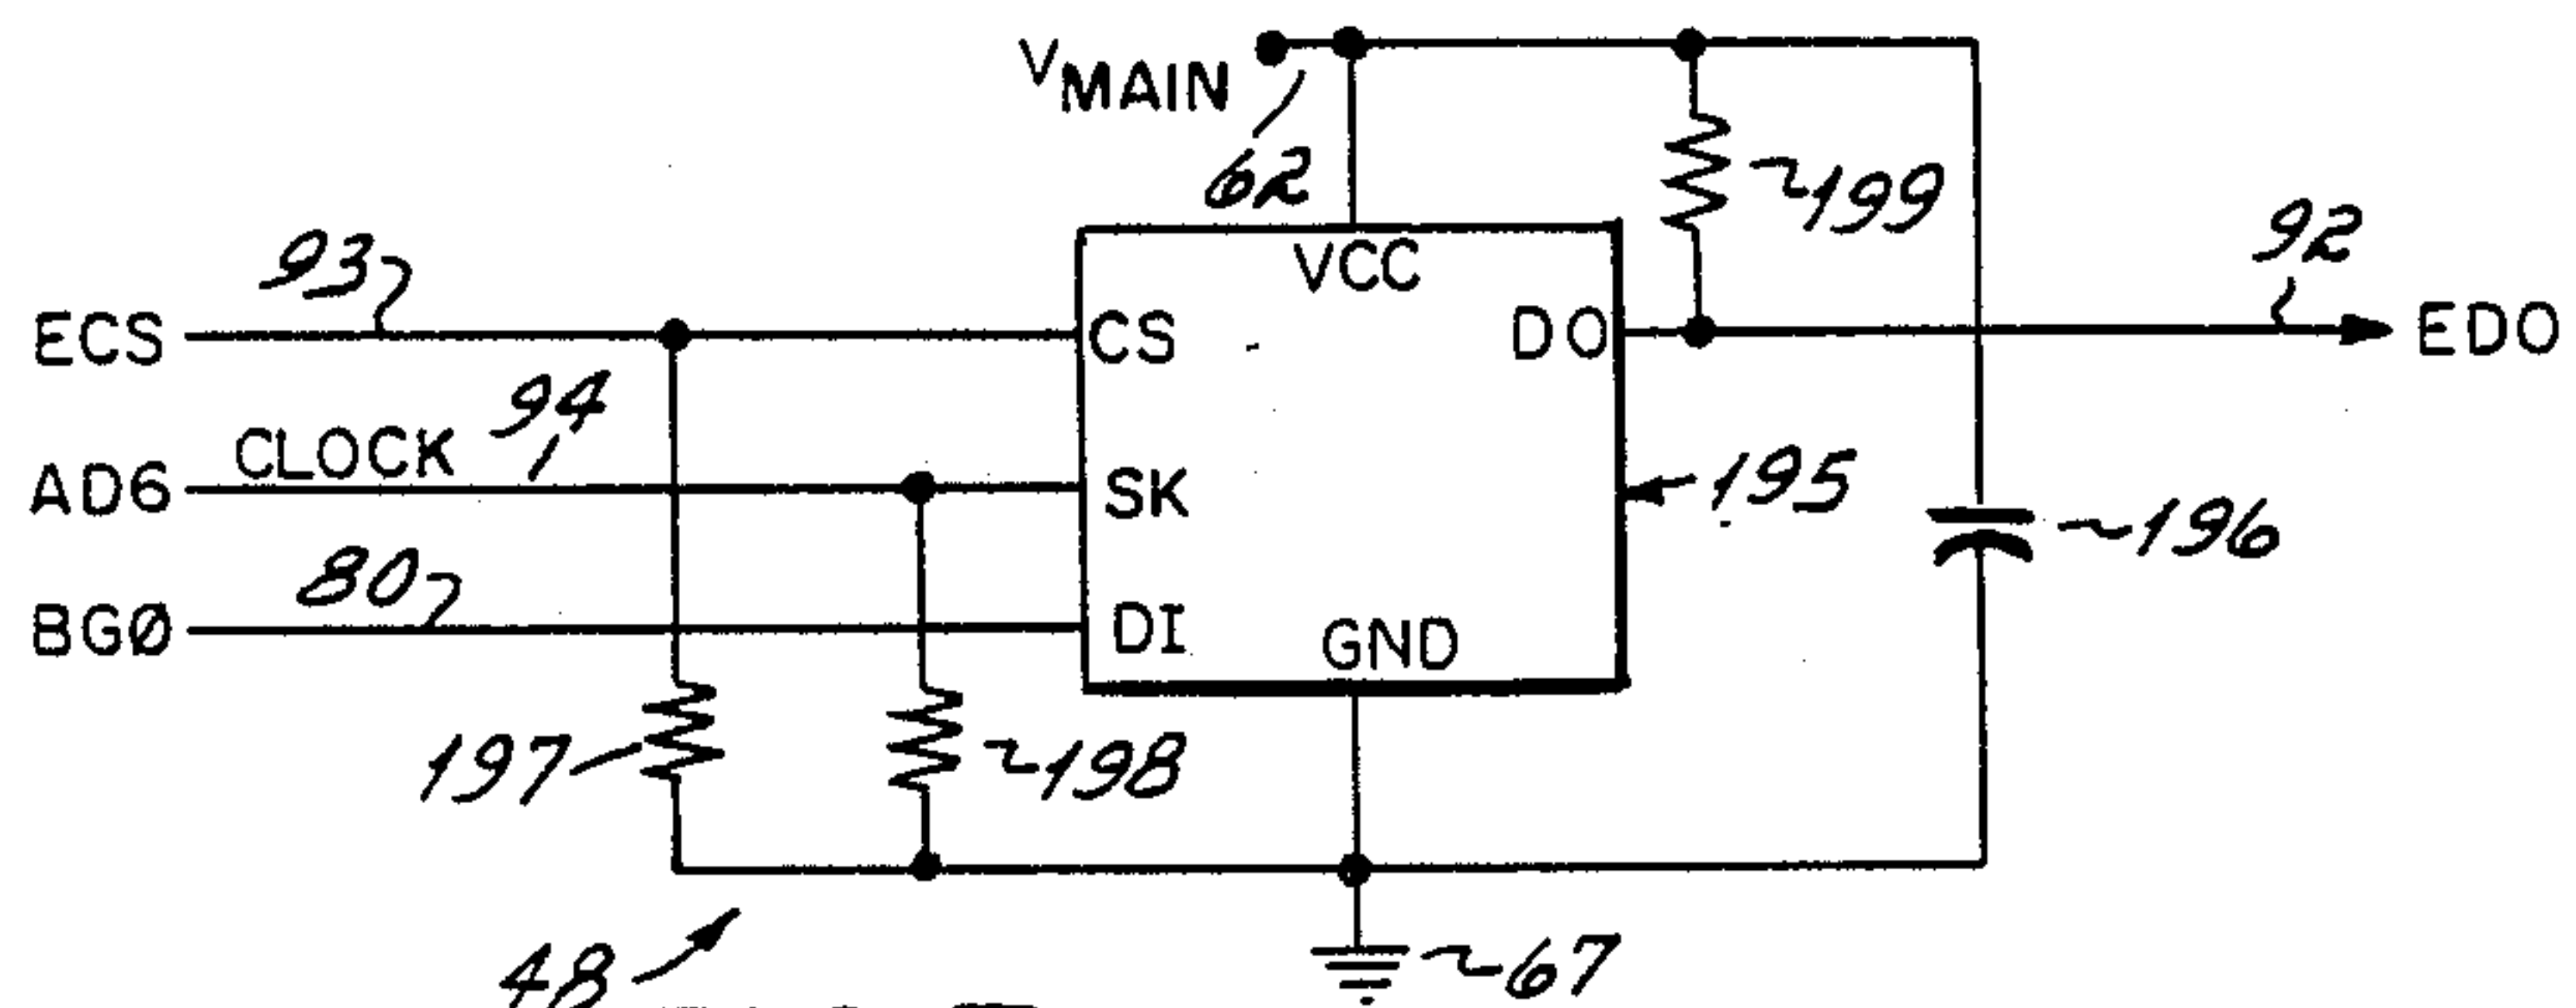 VMAIN
62
199
92
93
VCC
ECS
CS
DO
EDO
94
CLOCK
AD6
SK
195
196
80
BGØ
DI
GND
197
198
48
67